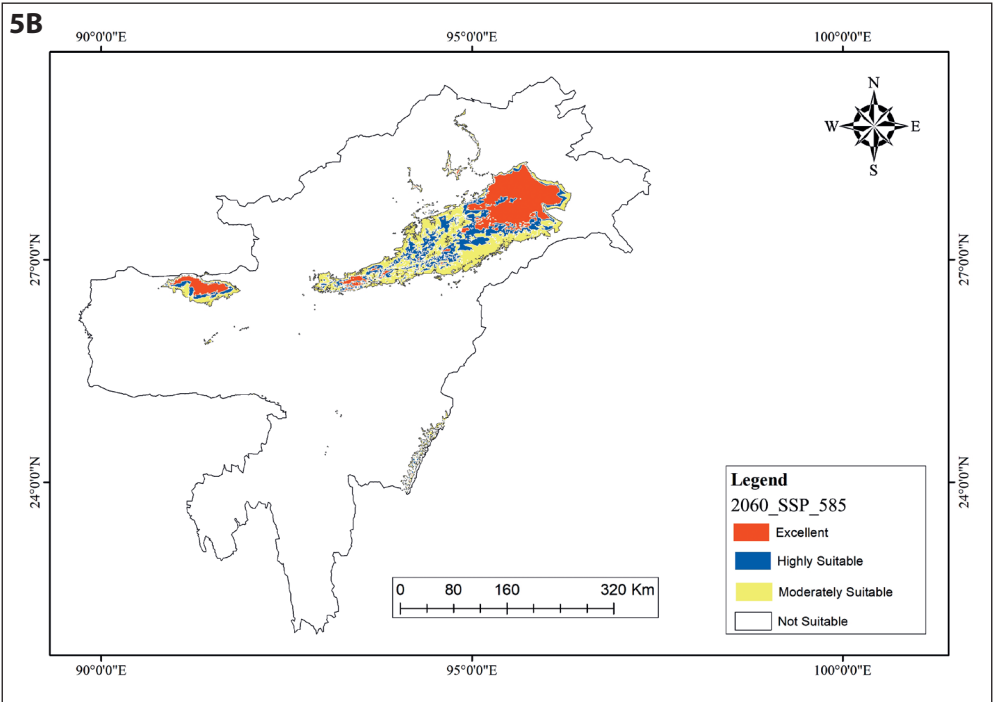 5B
90°0'0"E 95°0'0"E 100°0'0"E
N
W E
S
27°0'0"N 27°0'0"N
24°0'0"N 24°0'0"N
Legend
2060_SSP_585
Excellent
Highly Suitable
Moderately Suitable
Not Suitable
0 80 160 320 Km
90°0'0"E 95°0'0"E 100°0'0"E